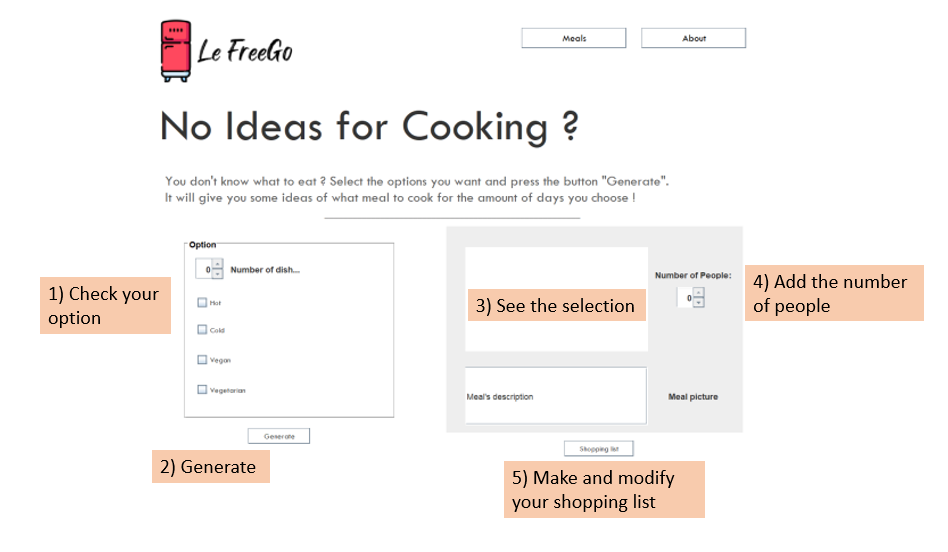 Le FreeGo
Meals
About
No Ideas for Cooking ?
You don't know what to eat ? Select the options you want and press the button "Generate".
It will give you some ideas of what meal to cook for the amount of days you choose !
Option
0 Number of dish...
Hot
Cold
Vegan
Vegetarian
Generate
1) Check your
option
2) Generate
3) See the selection
Number of People:
0
4) Add the number
of people
Meal's description
Meal picture
Shopping list
5) Make and modify
your shopping list